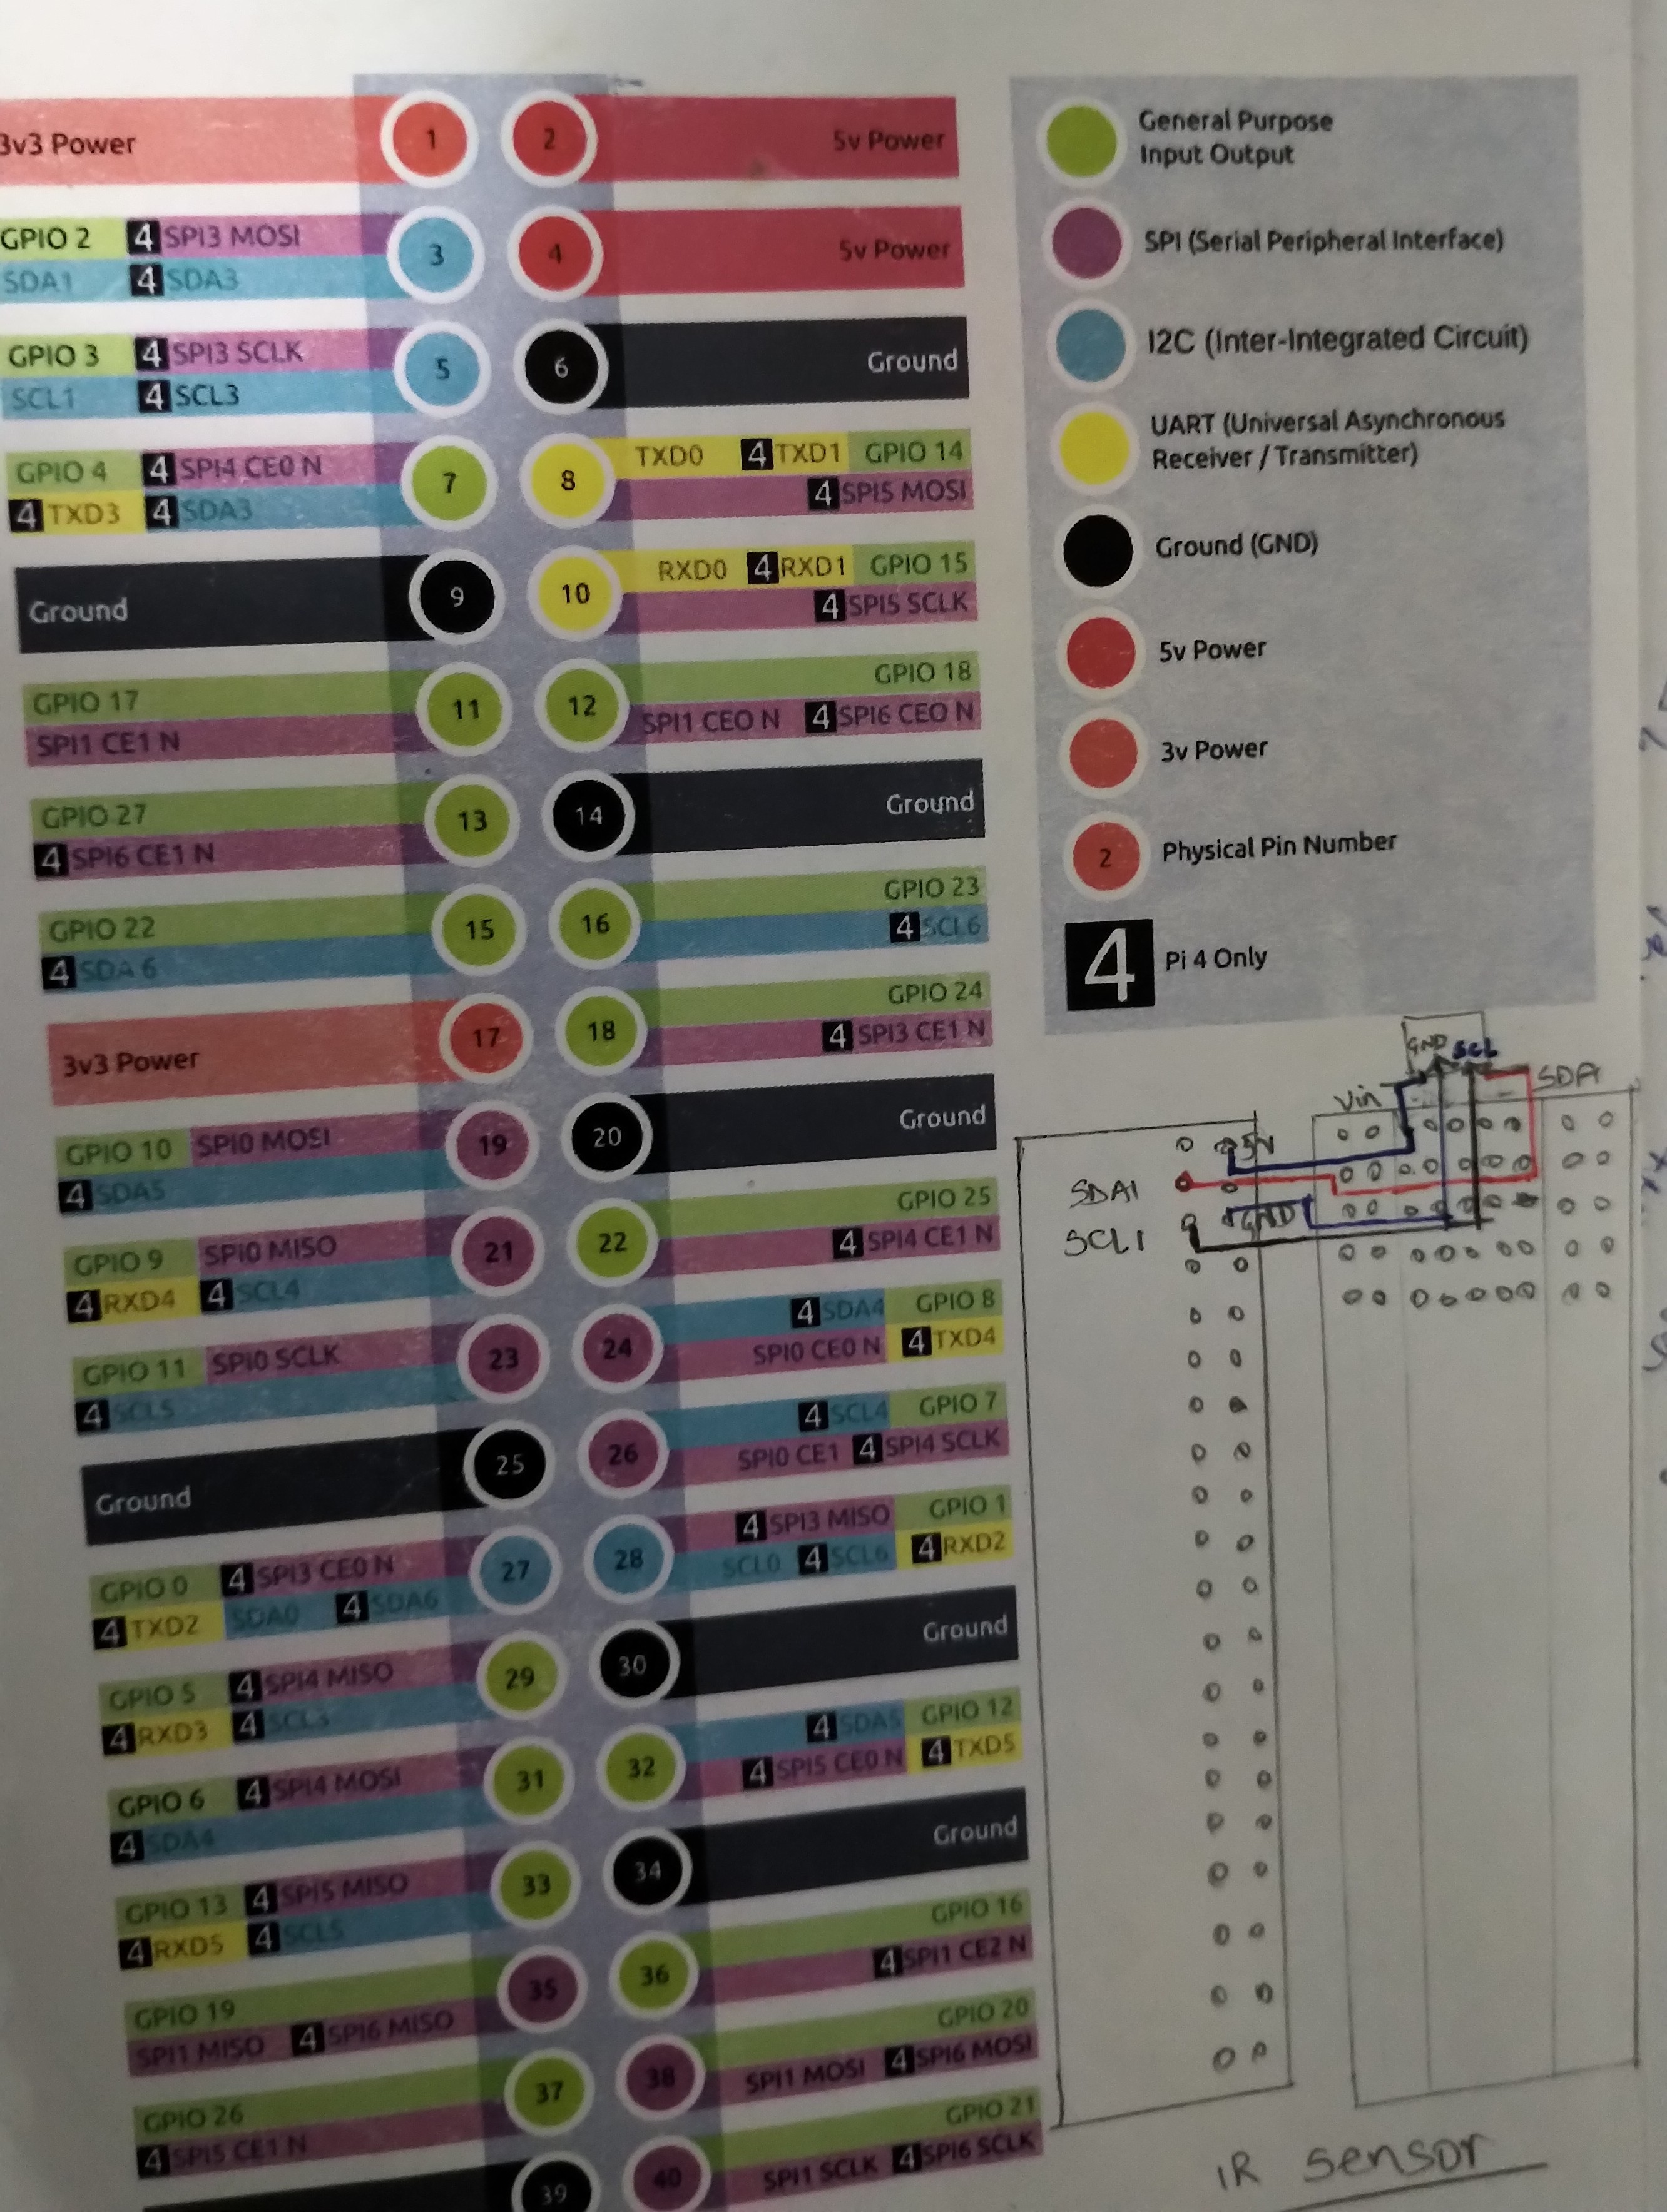 3v3 Power 1 2 5v Power
GPIO 2 4 SPI3 MOSI
SDA1 4 SDA3
3 4 5v Power
GPIO 3 4 SPI3 SCLK
SCL1 4 SCL3
5 6 Ground
GPIO 4 4 SPI4 CE0 N
4 TXD3 4 SDA3
7 8
TXD0 4 TXD1 GPIO 14
4 SPI5 MOSI
Ground 9 10
RXD0 4 RXD1 GPIO 15
4 SPI5 SCLK
GPIO 17
SPI1 CE1 N
11 12
GPIO 18
SPI1 CEO N 4 SPI6 CEO N
GPIO 27
4 SPI6 CE1 N
13 14 Ground
GPIO 22
4 SDA 6
15 16
GPIO 23
4 SCL6
3v3 Power 17 18
GPIO 24
4 SPI3 CE1 N
GPIO 10 SPI0 MOSI
4 SDA5
19 20 Ground
GPIO 9 SPI0 MISO
4 RXD4 4 SCL4
21 22
GPIO 25
4 SPI4 CE1 N
GPIO 11 SPI0 SCLK
4 SCL5
23 24
4 SDA4 GPIO 8
SPI0 CE0 N 4 TXD4
Ground 25 26
4 SCL4 GPIO 7
SPI0 CE1 4 SPI4 SCLK
GPIO 0 4 SPI3 CE0 N
4 TXD2 SDA0 4 SDA6
27 28
4 SPI3 MISO GPIO 1
SCL0 4 SCL6 4 RXD2
GPIO 5 4 SPI4 MISO
4 RXD3 4 SCL3
29 30 Ground
GPIO 6 4 SPI4 MOSI
4 SDA4
31 32
4 SDA5 GPIO 12
4 SPI5 CE0 N 4 TXD5
GPIO 13 4 SPI5 MISO
4 RXD5 4 SCL5
33 34 Ground
GPIO 19
SPI1 MISO 4 SPI6 MISO
35 36
GPIO 16
4 SPI1 CE2 N
GPIO 26
4 SPI5 CE1 N
37 38
GPIO 20
SPI1 MOSI 4 SPI6 MOSI
39 40
GPIO 21
SPI1 SCLK 4 SPI6 SCLK
General Purpose
Input Output
SPI (Serial Peripheral Interface)
I2C (Inter-Integrated Circuit)
UART (Universal Asynchronous
Receiver / Transmitter)
Ground (GND)
5v Power
3v Power
2 Physical Pin Number
4 Pi 4 Only
GND SCL
Vin SDA
5V
SDA1
GND
SCL1
IR sensor